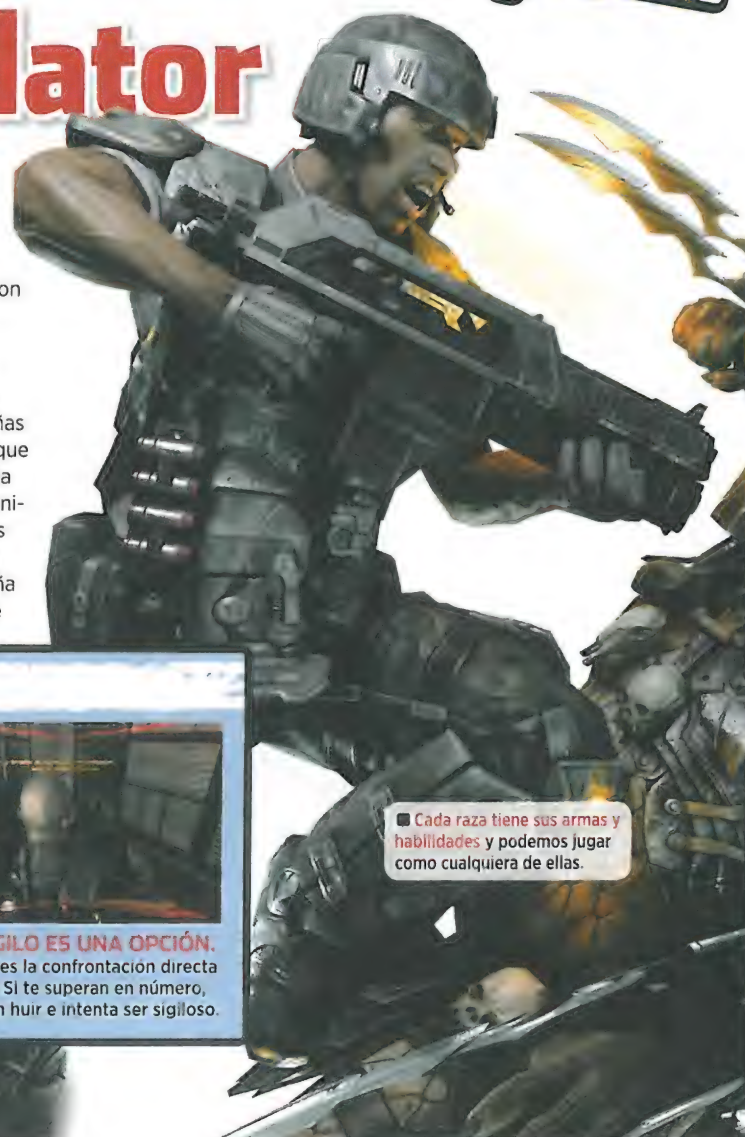 lator
on
ñas
que
a
ni-
s
ña
e
GILO ES UNA OPCIÓN.
es la confrontación directa
Si te superan en número,
n huir e intenta ser sigiloso.
Cada raza tiene sus armas y
habilidades y podemos jugar
como cualquiera de ellas.